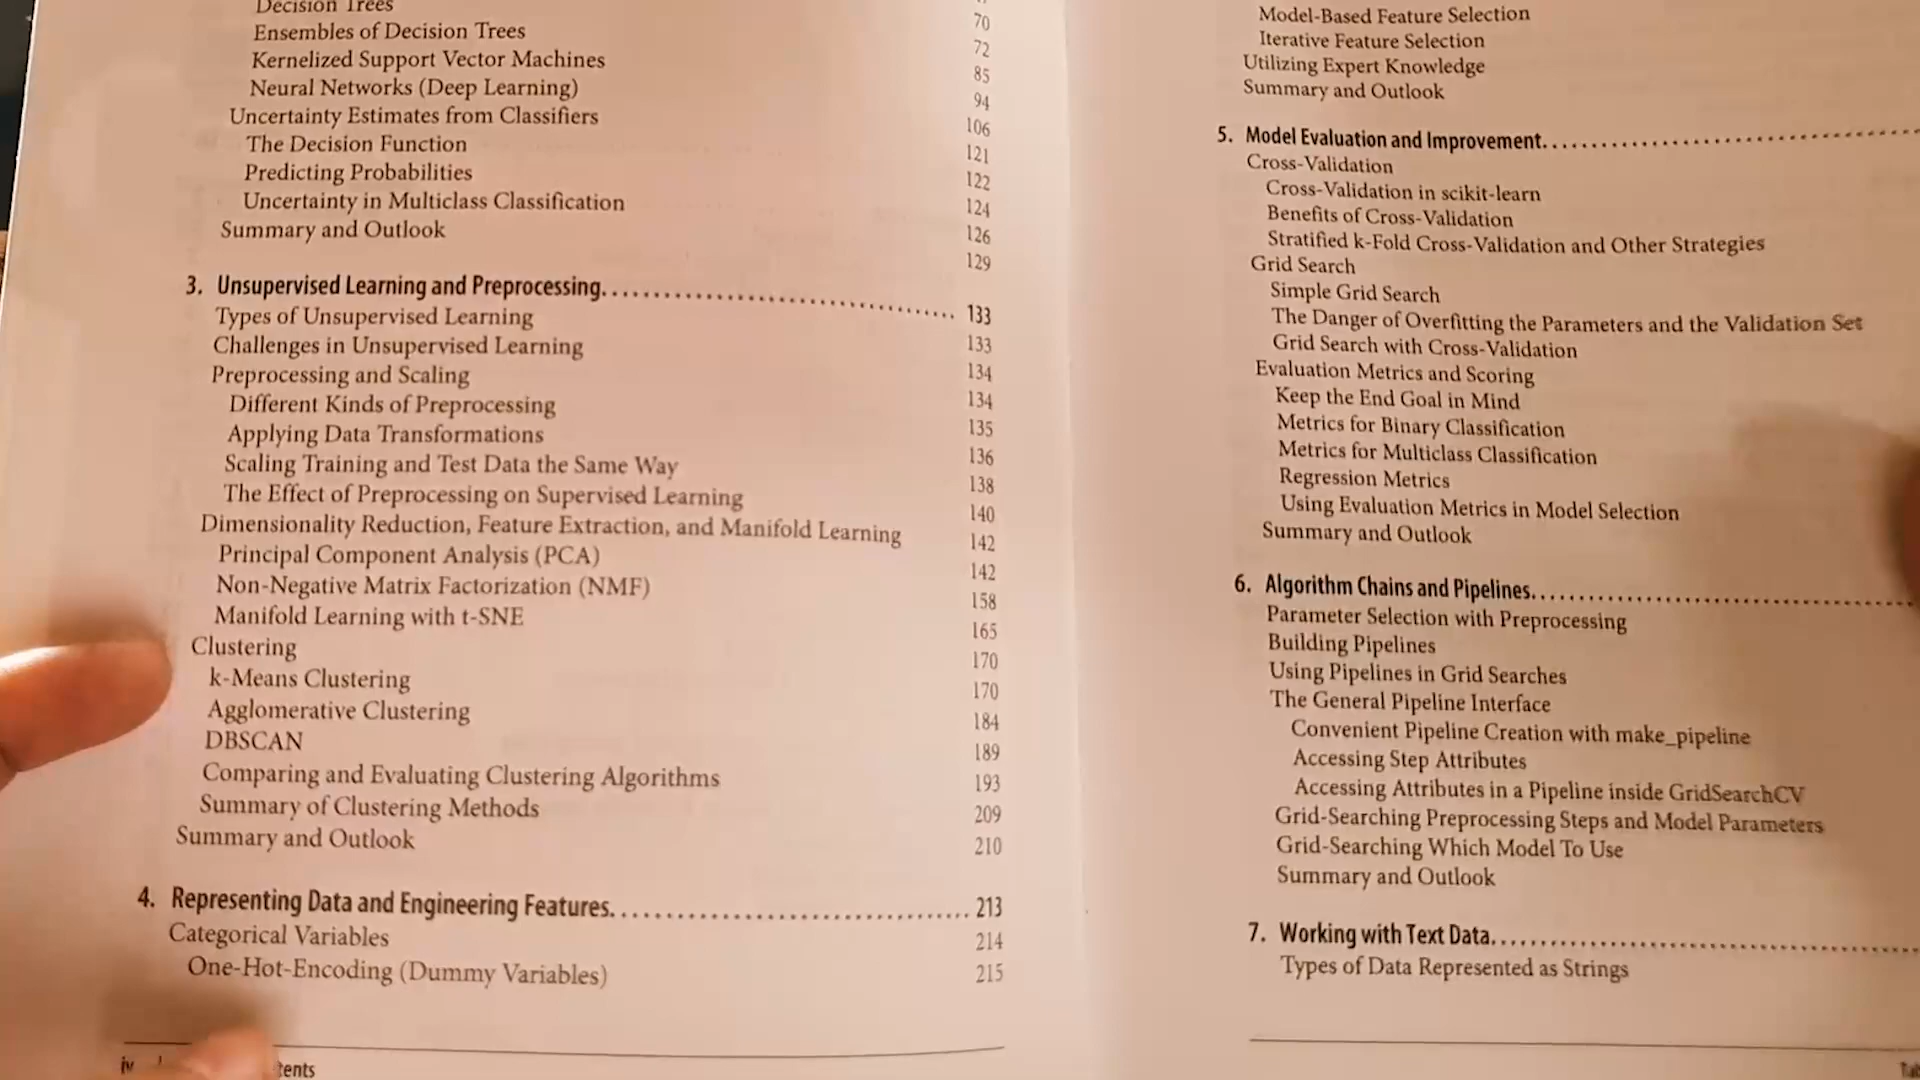 70
Decision Trees 72
Ensembles of Decision Trees 85
Kernelized Support Vector Machines 94
Neural Networks (Deep Learning) 106
Uncertainty Estimates from Classifiers 121
The Decision Function 122
Predicting Probabilities 124
Uncertainty in Multiclass Classification 126
Summary and Outlook 129
3. Unsupervised Learning and Preprocessing. . . . . . . . . . . . . . . . . . . . . . . . . . . . . . . . . . . . . . 133
Types of Unsupervised Learning 133
Challenges in Unsupervised Learning 134
Preprocessing and Scaling 134
Different Kinds of Preprocessing 135
Applying Data Transformations 136
Scaling Training and Test Data the Same Way 138
The Effect of Preprocessing on Supervised Learning 140
Dimensionality Reduction, Feature Extraction, and Manifold Learning 142
Principal Component Analysis (PCA) 142
Non-Negative Matrix Factorization (NMF) 158
Manifold Learning with t-SNE 165
Clustering 170
k-Means Clustering 170
Agglomerative Clustering 184
DBSCAN 189
Comparing and Evaluating Clustering Algorithms 193
Summary of Clustering Methods 209
Summary and Outlook 210
4. Representing Data and Engineering Features. . . . . . . . . . . . . . . . . . . . . . . . . . . . . . . . . . . . . 213
Categorical Variables 214
One-Hot-Encoding (Dummy Variables) 215
iv
Model-Based Feature Selection
Iterative Feature Selection
Utilizing Expert Knowledge
Summary and Outlook
5. Model Evaluation and Improvement. . . . . . . . . . . . . . . . . . . . . . . . . . . . . . . . . . . . . .
Cross-Validation
Cross-Validation in scikit-learn
Benefits of Cross-Validation
Stratified k-Fold Cross-Validation and Other Strategies
Grid Search
Simple Grid Search
The Danger of Overfitting the Parameters and the Validation Set
Grid Search with Cross-Validation
Evaluation Metrics and Scoring
Keep the End Goal in Mind
Metrics for Binary Classification
Metrics for Multiclass Classification
Regression Metrics
Using Evaluation Metrics in Model Selection
Summary and Outlook
6. Algorithm Chains and Pipelines. . . . . . . . . . . . . . . . . . . . . . . . . . . . . . . . . . . . . .
Parameter Selection with Preprocessing
Building Pipelines
Using Pipelines in Grid Searches
The General Pipeline Interface
Convenient Pipeline Creation with make_pipeline
Accessing Step Attributes
Accessing Attributes in a Pipeline inside GridSearchCV
Grid-Searching Preprocessing Steps and Model Parameters
Grid-Searching Which Model To Use
Summary and Outlook
7. Working with Text Data. . . . . . . . . . . . . . . . . . . . . . . . . . . . . . . . . . . . . . . . . .
Types of Data Represented as Strings